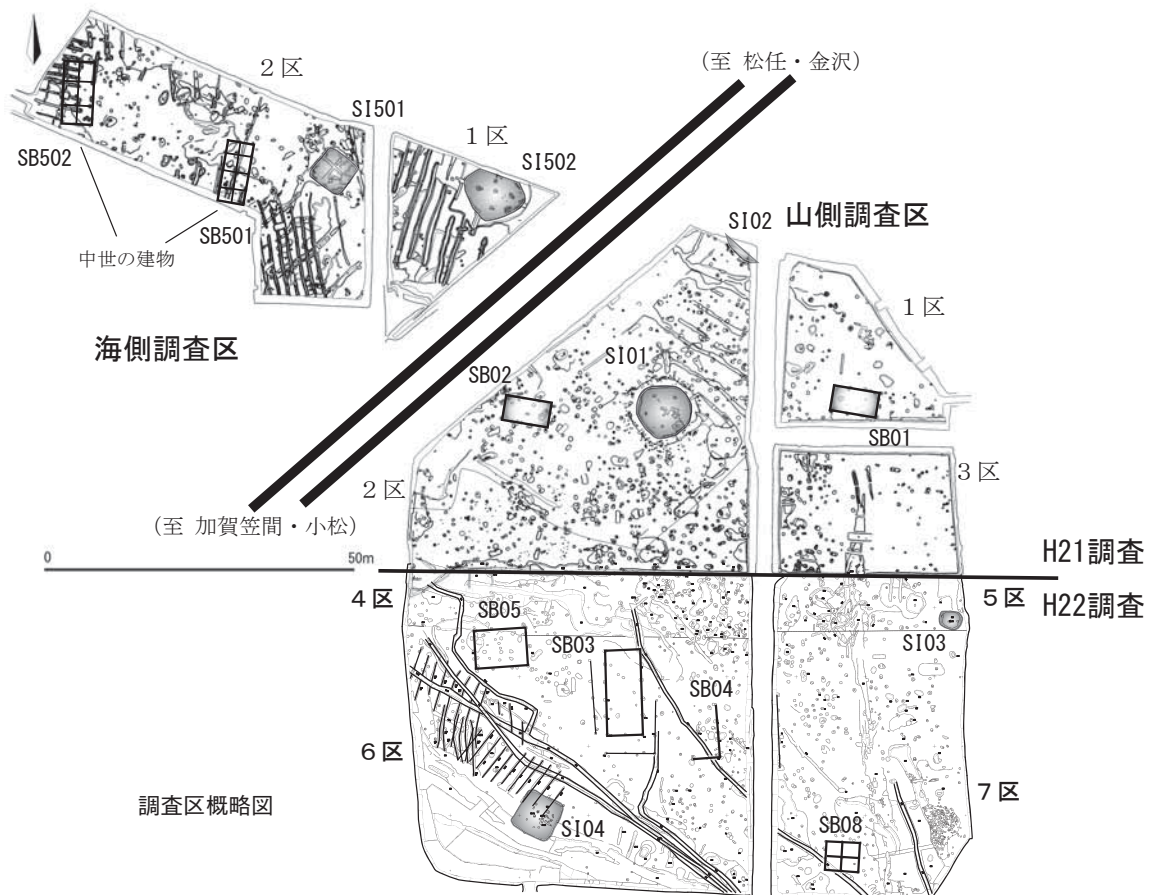 2区
(至 松任・金沢)
SI501
1区
SI502
SB502
SB501
中世の建物
海側調査区
SI02
山側調査区
1区
SI01
SB02
SB01
3区
2区
(至 加賀笠間・小松)
0
50m
H21調査
4区
5区
H22調査
SB05
SB03
SI03
SB04
6区
7区
調査区概略図
SI04
SB08